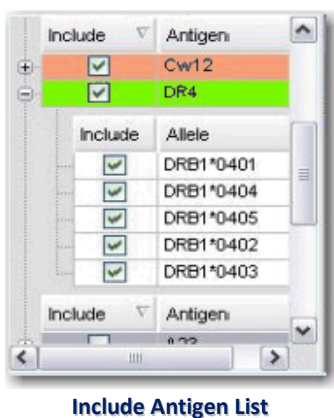 Include Antigen
Cw12
DR4
Include Allele
DRB1*0401
DRB1*0404
DRB1*0405
DRB1*0402
DRB1*0403
Include Antigen
Include Antigen List